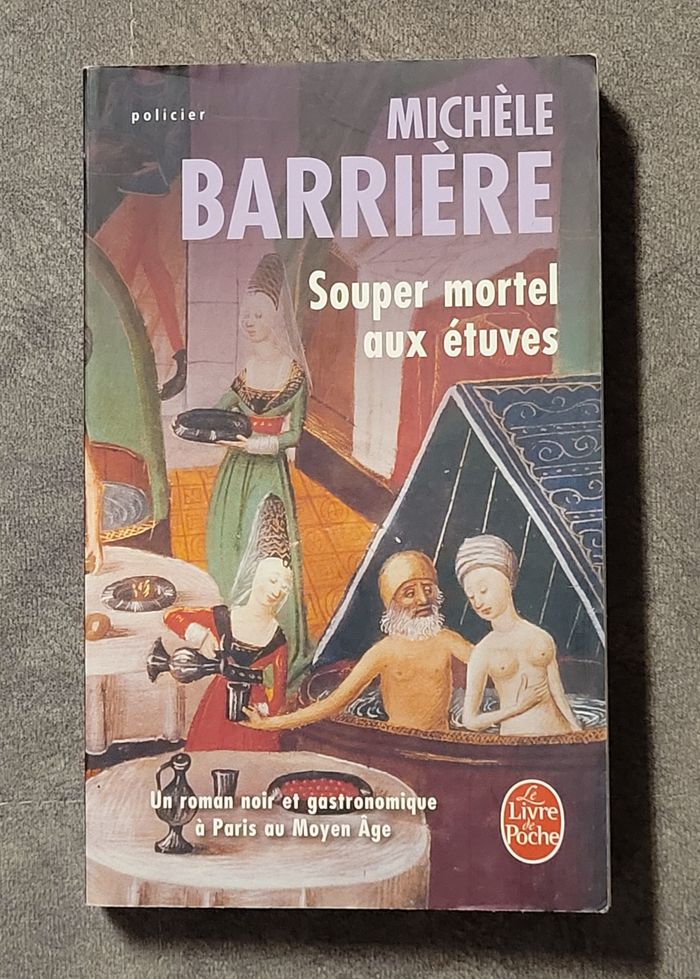 policier
MICHÈLE
BARRIÈRE
Souper mortel
aux étuves
Un roman noir et gastronomique
à Paris au Moyen Âge
Le
Livre
de
Poche